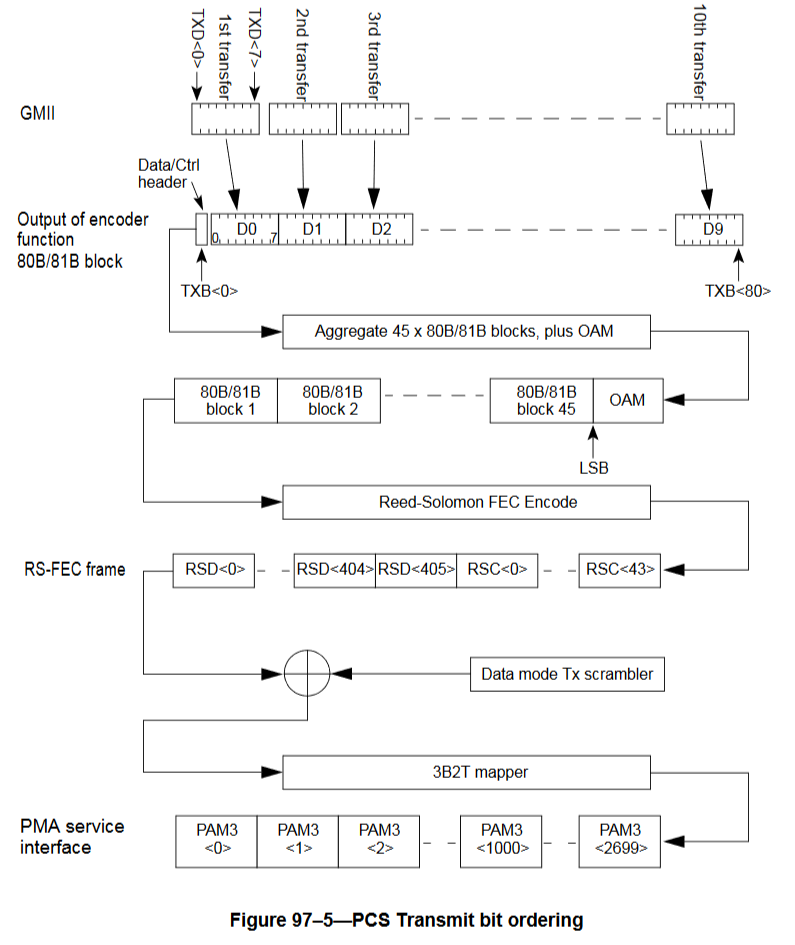 TXD<0>
1st transfer
TXD<7>
2nd transfer
3rd transfer
10th transfer
GMII
Data/Ctrl
header
Output of encoder
function
80B/81B block
0
D0
7
D1
D2
D9
TXB<0>
TXB<80>
Aggregate 45 x 80B/81B blocks, plus OAM
80B/81B
block 1
80B/81B
block 2
80B/81B
block 45
OAM
LSB
Reed-Solomon FEC Encode
RS-FEC frame
RSD<0>
RSD<404>
RSD<405>
RSC<0>
RSC<43>
Data mode Tx scrambler
3B2T mapper
PMA service
interface
PAM3
<0>
PAM3
<1>
PAM3
<2>
PAM3
<1000>
PAM3
<2699>
Figure 97–5—PCS Transmit bit ordering